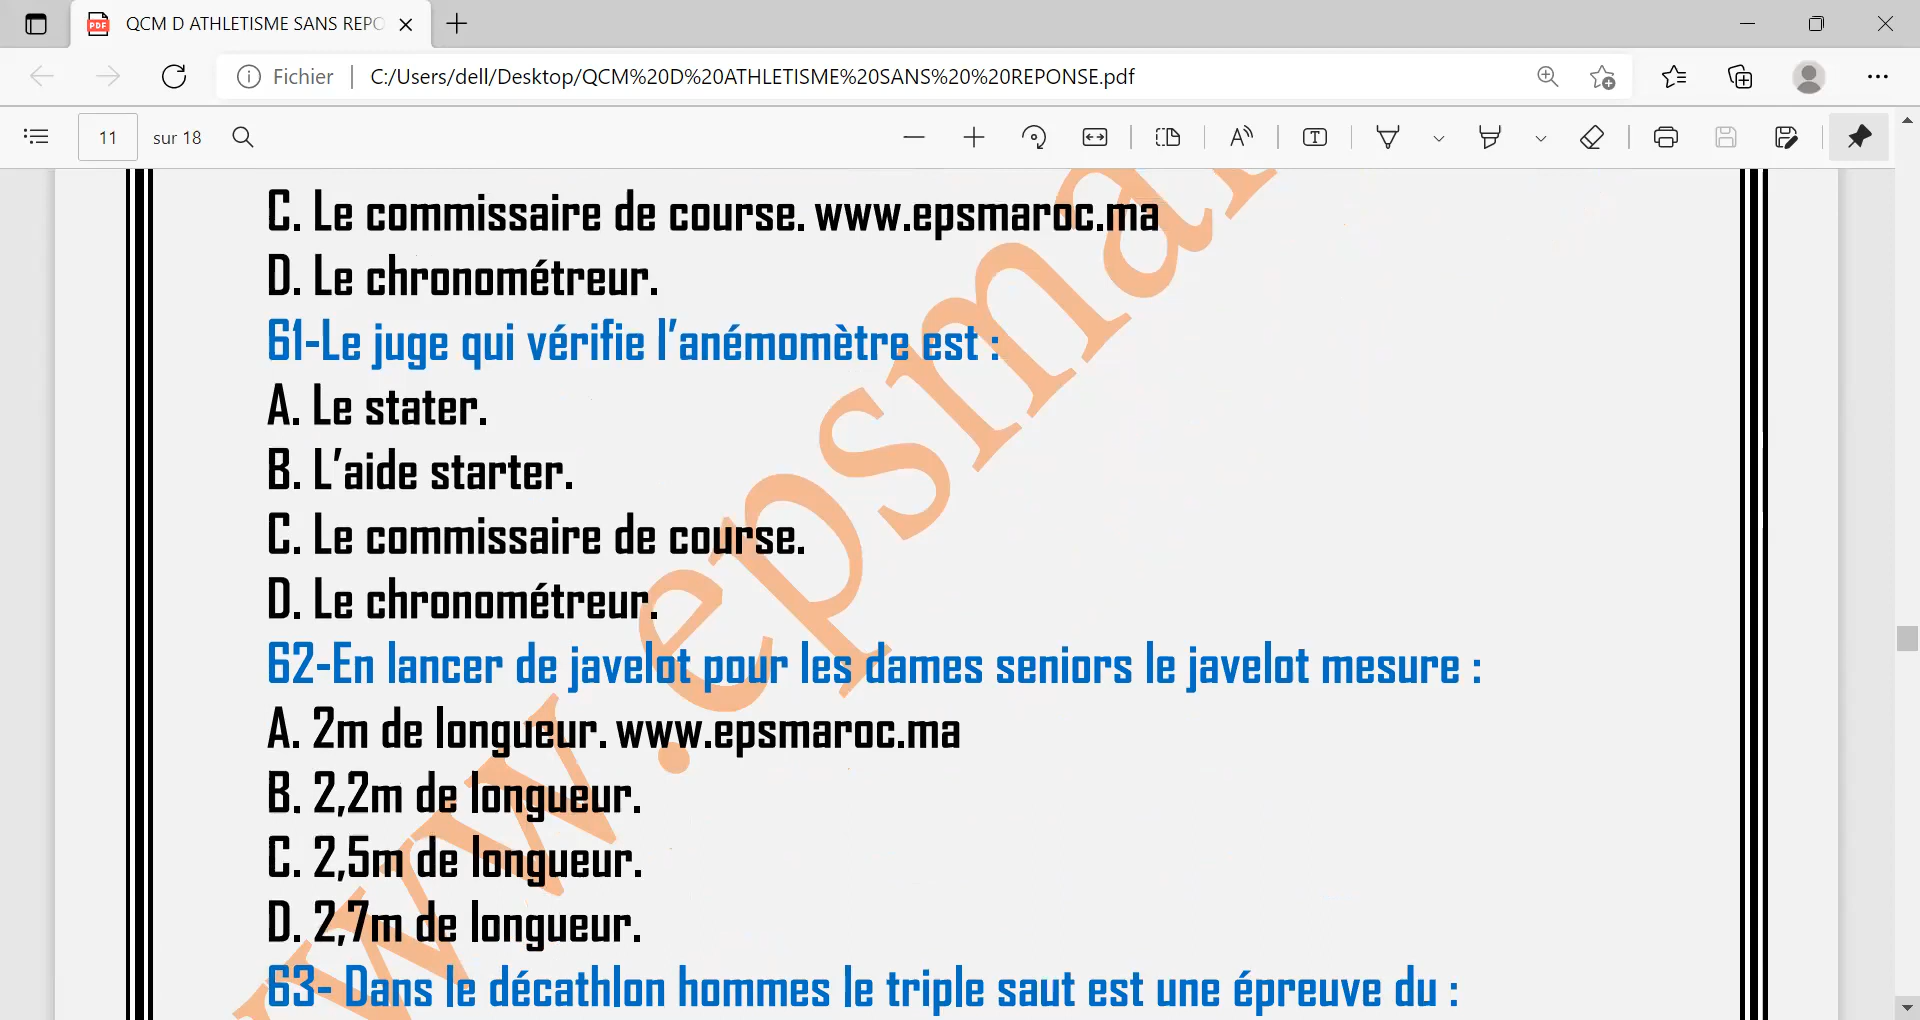 QCM D ATHLETISME SANS REPO
Fichier C:/Users/dell/Desktop/QCM%20D%20ATHLETISME%20SANS%20%20REPONSE.pdf
11 sur 18
C. Le commissaire de course. www.epsmaroc.ma
D. Le chronométreur.
61-Le juge qui vérifie l'anémomètre est :
A. Le stater.
B. L'aide starter.
C. Le commissaire de course.
D. Le chronométreur.
62-En lancer de javelot pour les dames seniors le javelot mesure :
A. 2m de longueur. www.epsmaroc.ma
B. 2,2m de longueur.
C. 2,5m de longueur.
D. 2,7m de longueur.
63- Dans le décathlon hommes le triple saut est une épreuve du :
www.epsmar